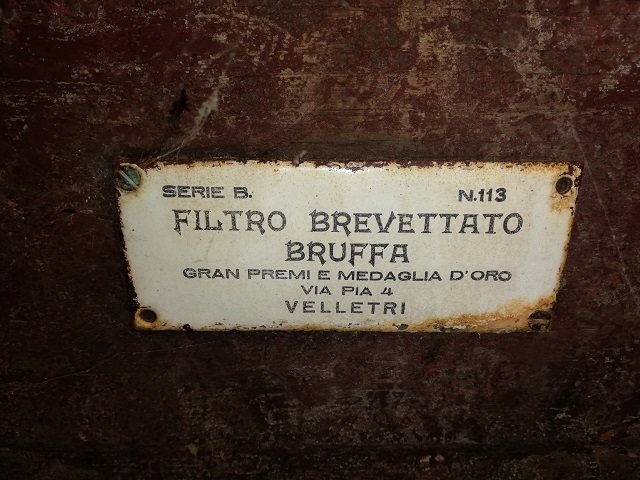 SERIE B. N.113
FILTRO BREVETTATO
BRUFFA
GRAN PREMI E MEDAGLIA D'ORO
VIA PIA 4
VELLETRI